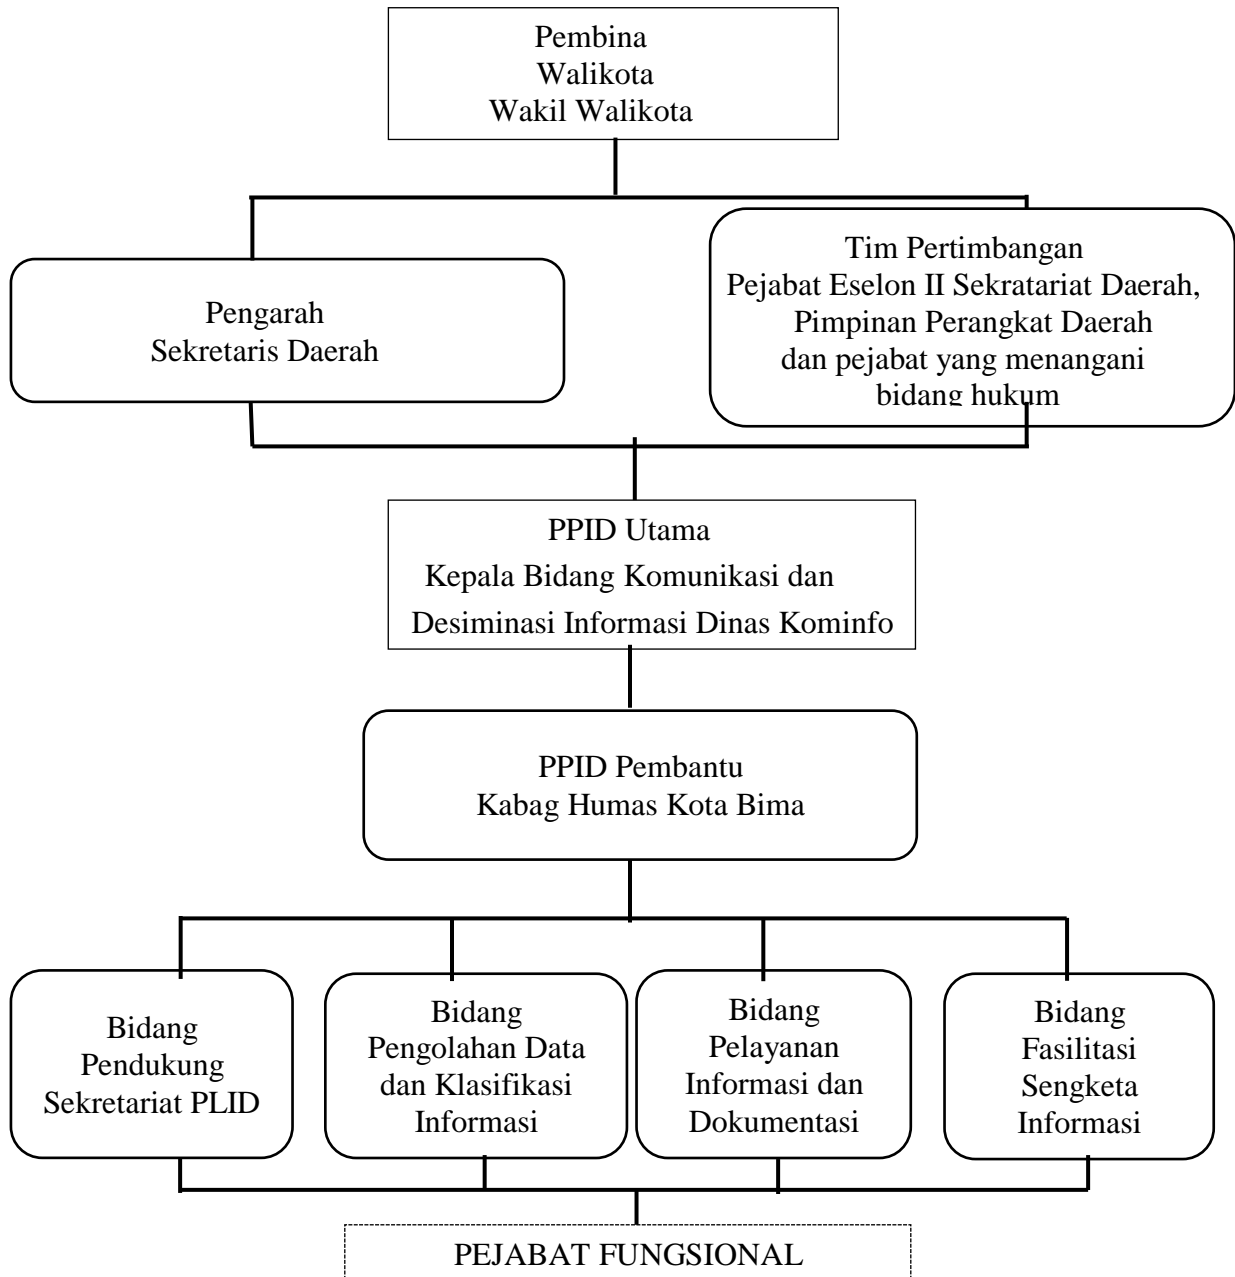 Pembina
Walikota
Wakil Walikota
Pengarah
Sekretaris Daerah
Tim Pertimbangan
Pejabat Eselon II Sekratariat Daerah,
Pimpinan Perangkat Daerah
dan pejabat yang menangani
bidang hukum
PPID Utama
Kepala Bidang Komunikasi dan
Desiminasi Informasi Dinas Kominfo
PPID Pembantu
Kabag Humas Kota Bima
Bidang
Pendukung
Sekretariat PLID
Bidang
Pengolahan Data
dan Klasifikasi
Informasi
Bidang
Pelayanan
Informasi dan
Dokumentasi
Bidang
Fasilitasi
Sengketa
Informasi
PEJABAT FUNGSIONAL